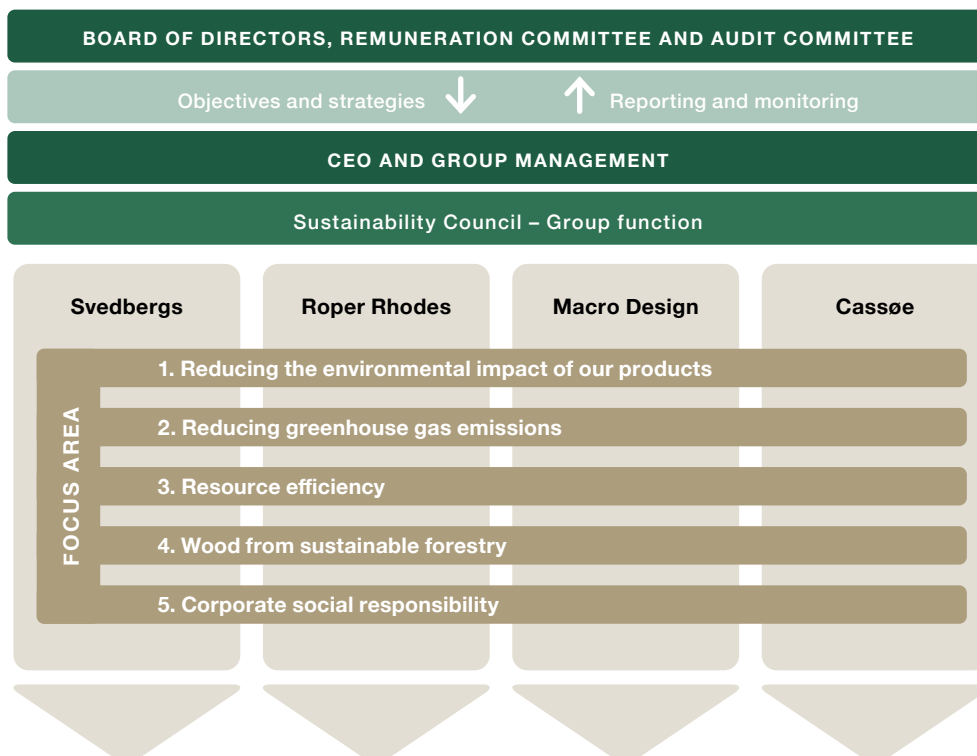 BOARD OF DIRECTORS, REMUNERATION COMMITTEE AND AUDIT COMMITTEE
Objectives and strategies
Reporting and monitoring
CEO AND GROUP MANAGEMENT
Sustainability Council – Group function
Svedbergs
Roper Rhodes
Macro Design
Cassøe
FOCUS AREA
1. Reducing the environmental impact of our products
2. Reducing greenhouse gas emissions
3. Resource efficiency
4. Wood from sustainable forestry
5. Corporate social responsibility